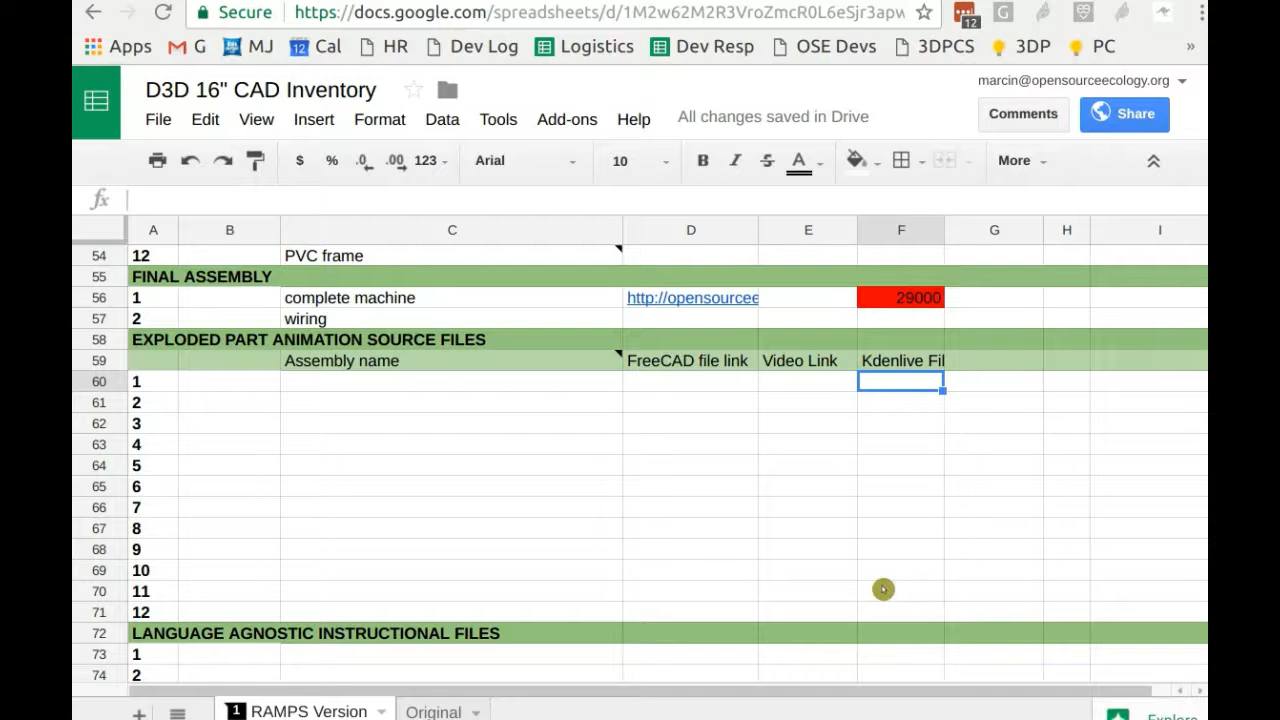 Secure https://docs.google.com/spreadsheets/d/1M2w62M2R3VroZmcR0L6eSjr3apw
12 G
Apps G MJ 12 Cal HR Dev Log Logistics Dev Resp OSE Devs 3DPCS 3DP PC »
D3D 16" CAD Inventory
marcin@opensourceecology.org
File Edit View Insert Format Data Tools Add-ons Help All changes saved in Drive
Comments Share
$ % .0 .00 123 Arial 10 B I S A More
fx
A B C D E F G H I
54 12 PVC frame
55 FINAL ASSEMBLY
56 1 complete machine http://opensourcee 29000
57 2 wiring
58 EXPLODED PART ANIMATION SOURCE FILES
59 Assembly name FreeCAD file link Video Link Kdenlive Fil
60 1
61 2
62 3
63 4
64 5
65 6
66 7
67 8
68 9
69 10
70 11
71 12
72 LANGUAGE AGNOSTIC INSTRUCTIONAL FILES
73 1
74 2
+ 1 RAMPS Version Original Explore